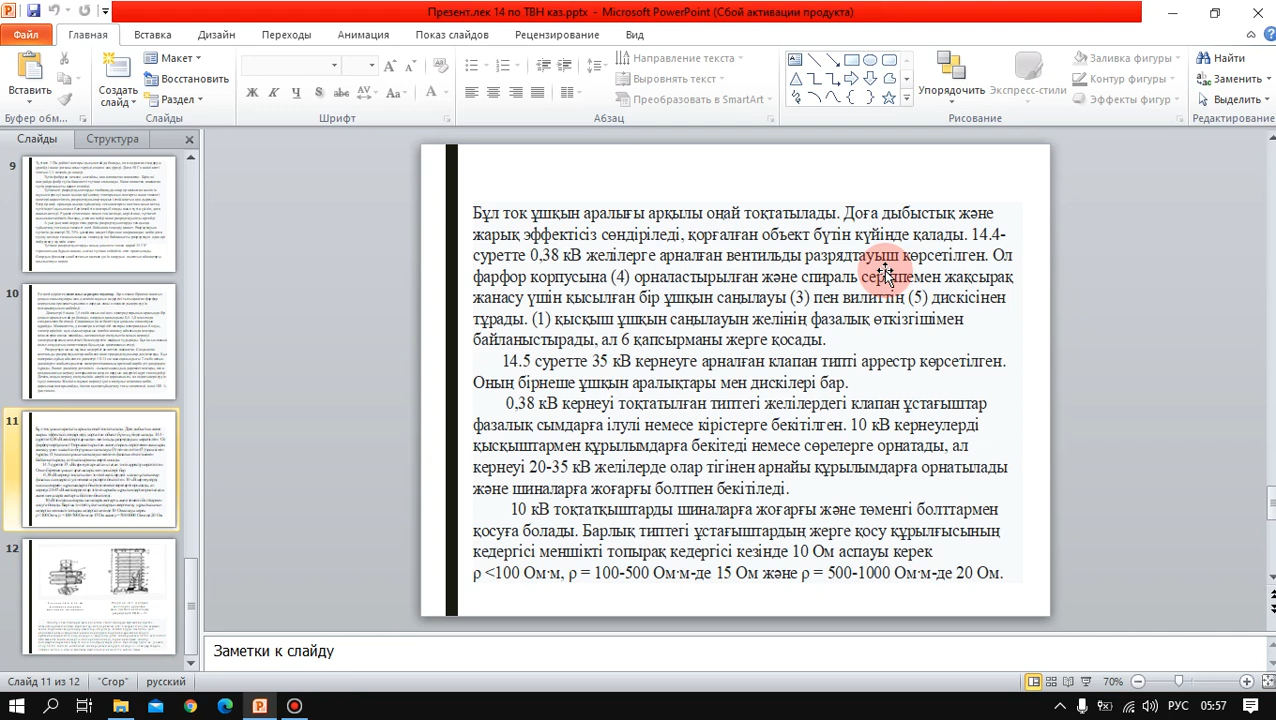 Презент.лек 14 по ТВН каз.pptx - Microsoft PowerPoint (Сбой активации продукта)
Файл Главная Вставка Дизайн Переходы Анимация Показ слайдов Рецензирование Вид
Вставить
Создать слайд
Макет
Восстановить
Раздел
Направление текста
Выровнять текст
Преобразовать в SmartArt
Упорядочить
Экспресс-стили
Заливка фигуры
Контур фигуры
Эффекты фигур
Найти
Заменить
Выделить
Буфер обм... Слайды Шрифт Абзац Рисование Редактирование
Слайды Структура
9
10
11
12
Бұл ток ұшқын аралығы арқылы оңай тоқтатылады. Доға дыбыстық және
жарық эффектісіз сөндіріледі, қорғалған объект бүлін күйінде қалады. 14.4-
суретте 0,38 кВ желілерге арналған вентильды разрядтауыш көрсетілген. Ол
фарфор корпусына (4) орналастырылған және спираль серіппемен жақсырақ
жанасу үшін қысылған бір ұшқын саңылауы (3) пен вилиттің (5) дискісінен
тұрады. (1) қысқыш ұшқын саңылауын желінің фазалық өткізгішімен
байланыстырады, ал 6 қапсырманы жерге қосады.
14.5 суретте 35 кВ кернеуге арналған клапан типті аррестр көрсетілген.
Оның бірнеше ұшқын аралықтары мен дискілері бар.
0,38 кВ кернеуі тоқтатылған типтегі желілердегі клапан ұстағыштар
фазалық сымдарға ілулі немесе кірістерге бекітілген. 10 кВ кернеулерді
қысқыштармен құрылымдарға бекітілген жақшаларға орнатады, ал
кернеуі 20-35 кВ желілерде олар тігінен арнайы құрылымдарға орнатылады
және шиналарға жоғарғы болтпен бекітіледі.
10 кВ тоқтатқыштарды шиналарға жоғарғы және төменгі болттармен
қосуға болады. Барлық типтегі ұстағыштардың жерге қосу құрылғысының
кедергісі меншікті топырақ кедергісі кезінде 10 Ом аспауы керек
ρ <100 Ом·м, ρ = 100-500 Ом·м-де 15 Ом және ρ = 500-1000 Ом·м-де 20 Ом.
Заметки к слайду
Слайд 11 из 12 "Crop" русский 70%
РУС 05:57